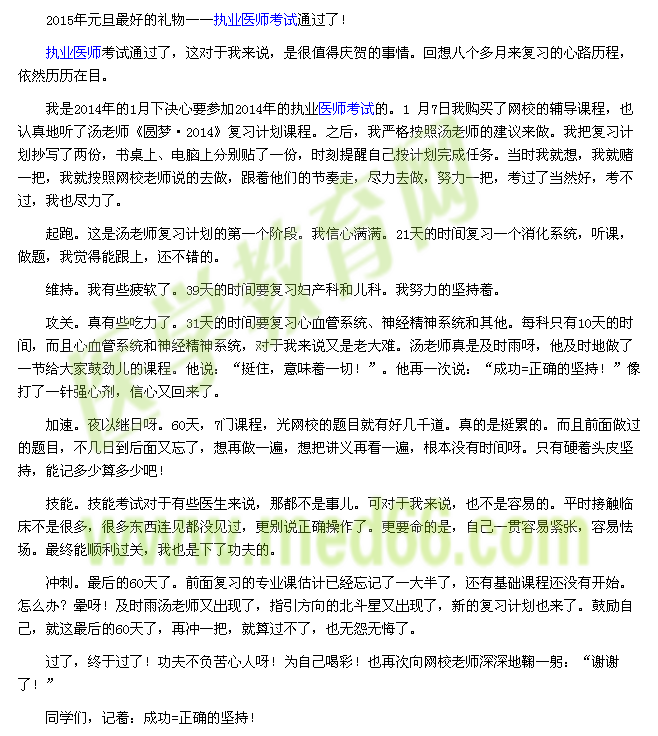 2015年元旦最好的礼物——执业医师考试通过了！
执业医师考试通过了，这对于我来说，是很值得庆贺的事情。回想八个多月来复习的心路历程，
依然历历在目。
我是2014年的1月下决心要参加2014年的执业医师考试的。1 月7日我购买了网校的辅导课程，也
认真地听了汤老师《圆梦·2014》复习计划课程。之后，我严格按照汤老师的建议来做。我把复习计
划抄写了两份，书桌上、电脑上分别贴了一份，时刻提醒自己按计划完成任务。当时我就想，我就赌
一把，我就按照网校老师说的去做，跟着他们的节奏走，尽力去做，努力一把，考过了当然好，考不
过，我也尽力了。
起跑。这是汤老师复习计划的第一个阶段。我信心满满。21天的时间复习一个消化系统，听课，
做题，我觉得能跟上，还不错的。
维持。我有些疲软了。39天的时间要复习妇产科和儿科。我努力的坚持着。
攻关。真有些吃力了。31天的时间要复习心血管系统、神经精神系统和其他。每科只有10天的时
间，而且心血管系统和神经精神系统，对于我来说又是老大难。汤老师真是及时雨呀，他及时地做了
一节给大家鼓劲儿的课程。他说：“挺住，意味着一切！”。他再一次说：“成功=正确的坚持！”像
打了一针强心剂，信心又回来了。
加速。夜以继日呀。60天，7门课程，光网校的题目就有好几千道。真的是挺累的。而且前面做过
的题目，不几日到后面又忘了，想再做一遍，想把讲义再看一遍，根本没有时间呀。只有硬着头皮坚
持，能记多少算多少吧！
技能。技能考试对于有些医生来说，那都不是事儿。可对于我来说，也不是容易的。平时接触临
床不是很多，很多东西连见都没见过，更别说正确操作了。更要命的是，自己一贯容易紧张，容易怯
场。最终能顺利过关，我也是下了功夫的。
冲刺。最后的60天了。前面复习的专业课估计已经忘记了一大半了，还有基础课程还没有开始。
怎么办？晕呀！及时雨汤老师又出现了，指引方向的北斗星又出现了，新的复习计划也来了。鼓励自
己，就这最后的60天了，再冲一把，就算过不了，也无怨无悔了。
过了，终于过了！功夫不负苦心人呀！为自己喝彩！也再次向网校老师深深地鞠一躬：“谢谢
了！”
同学们，记着：成功=正确的坚持！
医学教育网
www.med66.com